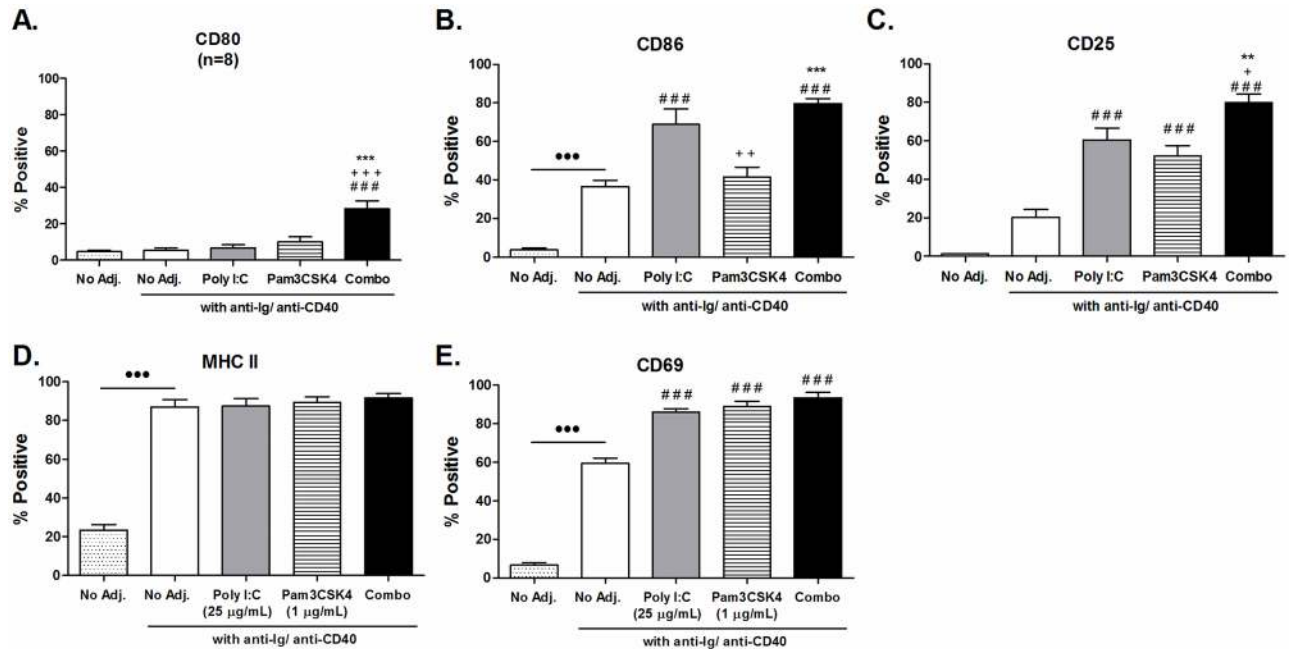 A.
CD80
(n=8)
% Positive
100
80
60
40
20
0
***
+++
###
No Adj.
No Adj.
Poly I:C
Pam3CSK4
Combo
with anti-Ig/ anti-CD40
B.
CD86
% Positive
100
80
60
40
20
0
•••
###
++
***
###
No Adj.
No Adj.
Poly I:C
Pam3CSK4
Combo
with anti-Ig/ anti-CD40
C.
CD25
% Positive
100
80
60
40
20
0
###
###
**
+
###
No Adj.
No Adj.
Poly I:C
Pam3CSK4
Combo
with anti-Ig/ anti-CD40
D.
MHC II
% Positive
100
80
60
40
20
0
•••
No Adj.
No Adj.
Poly I:C
(25 μg/mL)
Pam3CSK4
(1 μg/mL)
Combo
with anti-Ig/ anti-CD40
E.
CD69
% Positive
100
80
60
40
20
0
•••
###
###
###
No Adj.
No Adj.
Poly I:C
(25 μg/mL)
Pam3CSK4
(1 μg/mL)
Combo
with anti-Ig/ anti-CD40